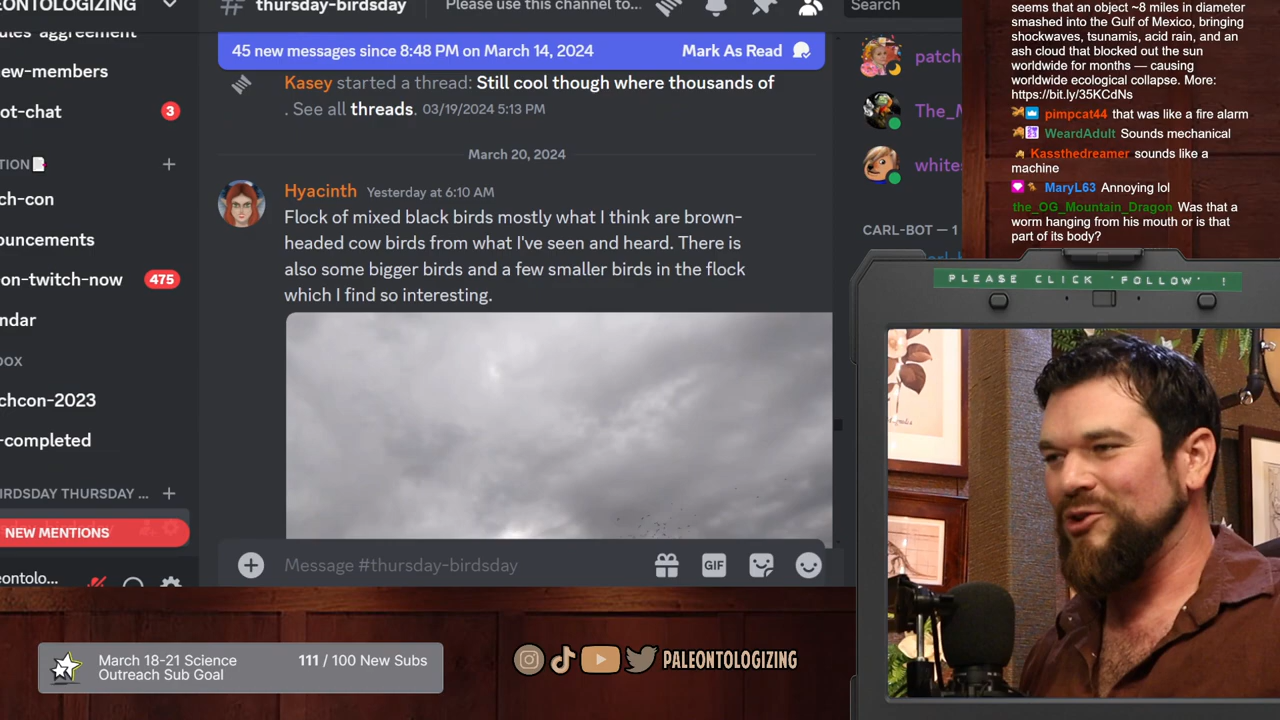 thursday-birdsday
Please use this channel to...
Search
45 new messages since 8:48 PM on March 14, 2024
Mark As Read
ew-members
ot-chat
3
TION
ch-con
ouncements
on-twitch-now
475
ndar
OX
chcon-2023
-completed
IRDSDAY THURSDAY ...
NEW MENTIONS
eontolo...
Kasey started a thread: Still cool though where thousands of
. See all threads. 03/19/2024 5:13 PM
March 20, 2024
Hyacinth Yesterday at 6:10 AM
Flock of mixed black birds mostly what I think are brown-
headed cow birds from what I've seen and heard. There is
also some bigger birds and a few smaller birds in the flock
which I find so interesting.
Message #thursday-birdsday
GIF
patch
The_M
white
CARL-BOT — 1
seems that an object ~8 miles in diameter
smashed into the Gulf of Mexico, bringing
shockwaves, tsunamis, acid rain, and an
ash cloud that blocked out the sun
worldwide for months — causing
worldwide ecological collapse. More:
https://bit.ly/35KCdNs
pimpcat44 that was like a fire alarm
WeardAdult Sounds mechanical
Kassthedreamer sounds like a
machine
MaryL63 Annoying lol
the_OG_Mountain_Dragon Was that a
worm hanging from his mouth or is that
part of its body?
PLEASE CLICK 'FOLLOW' !
March 18-21 Science
Outreach Sub Goal
111 / 100 New Subs
PALEONTOLOGIZING